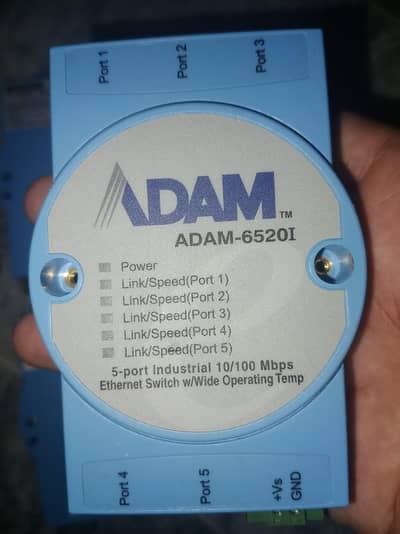 Port 1
Port 2
Port 3
ADAM™
ADAM-6520I
Power
Link/Speed(Port 1)
Link/Speed(Port 2)
Link/Speed(Port 3)
Link/Speed(Port 4)
Link/Speed(Port 5)
5-port Industrial 10/100 Mbps
Ethernet Switch w/Wide Operating Temp
Port 4
Port 5
+Vs
GND